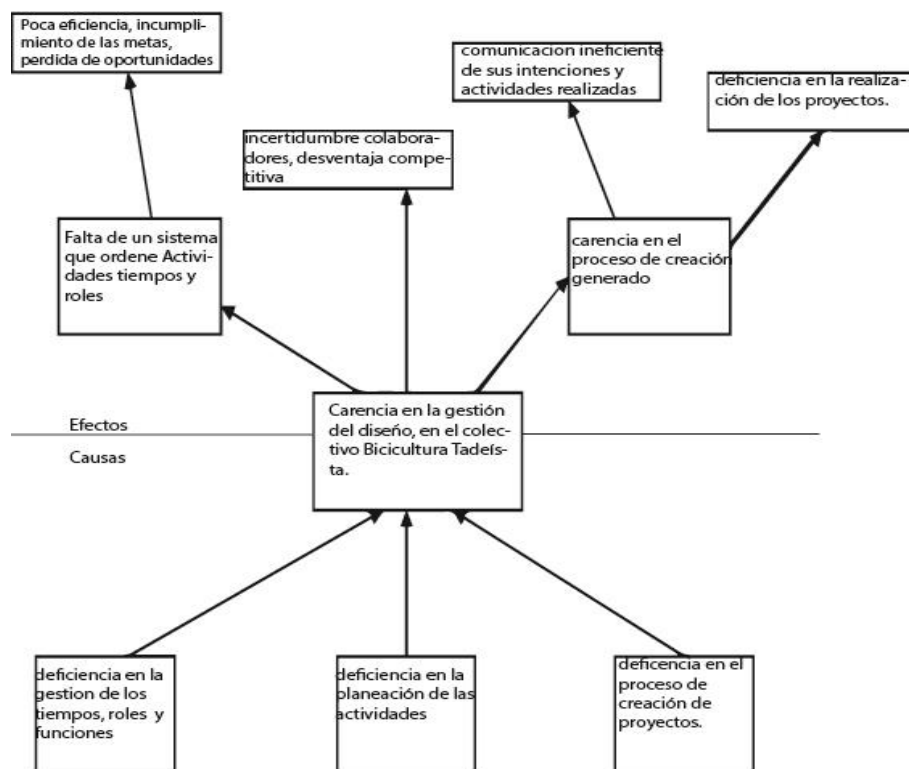 Poca eficiencia, incumpli-
miento de las metas,
perdida de oportunidades
comunicación ineficiente
de sus intenciones y
actividades realizadas
deficiencia en la realiza-
ción de los proyectos.
incertidumbre colabora-
dores, desventaja compe-
titiva
Falta de un sistema
que ordene Activi-
dades tiempos y
roles
carencia en el
proceso de creación
generado
Carencia en la gestión
del diseño, en el colec-
tivo Bicicultura Tadeís-
ta.
Efectos
Causas
deficiencia en la
gestion de los
tiempos, roles y
funciones
deficiencia en la
planeación de las
actividades
deficencia en el
proceso de
creación de
proyectos.